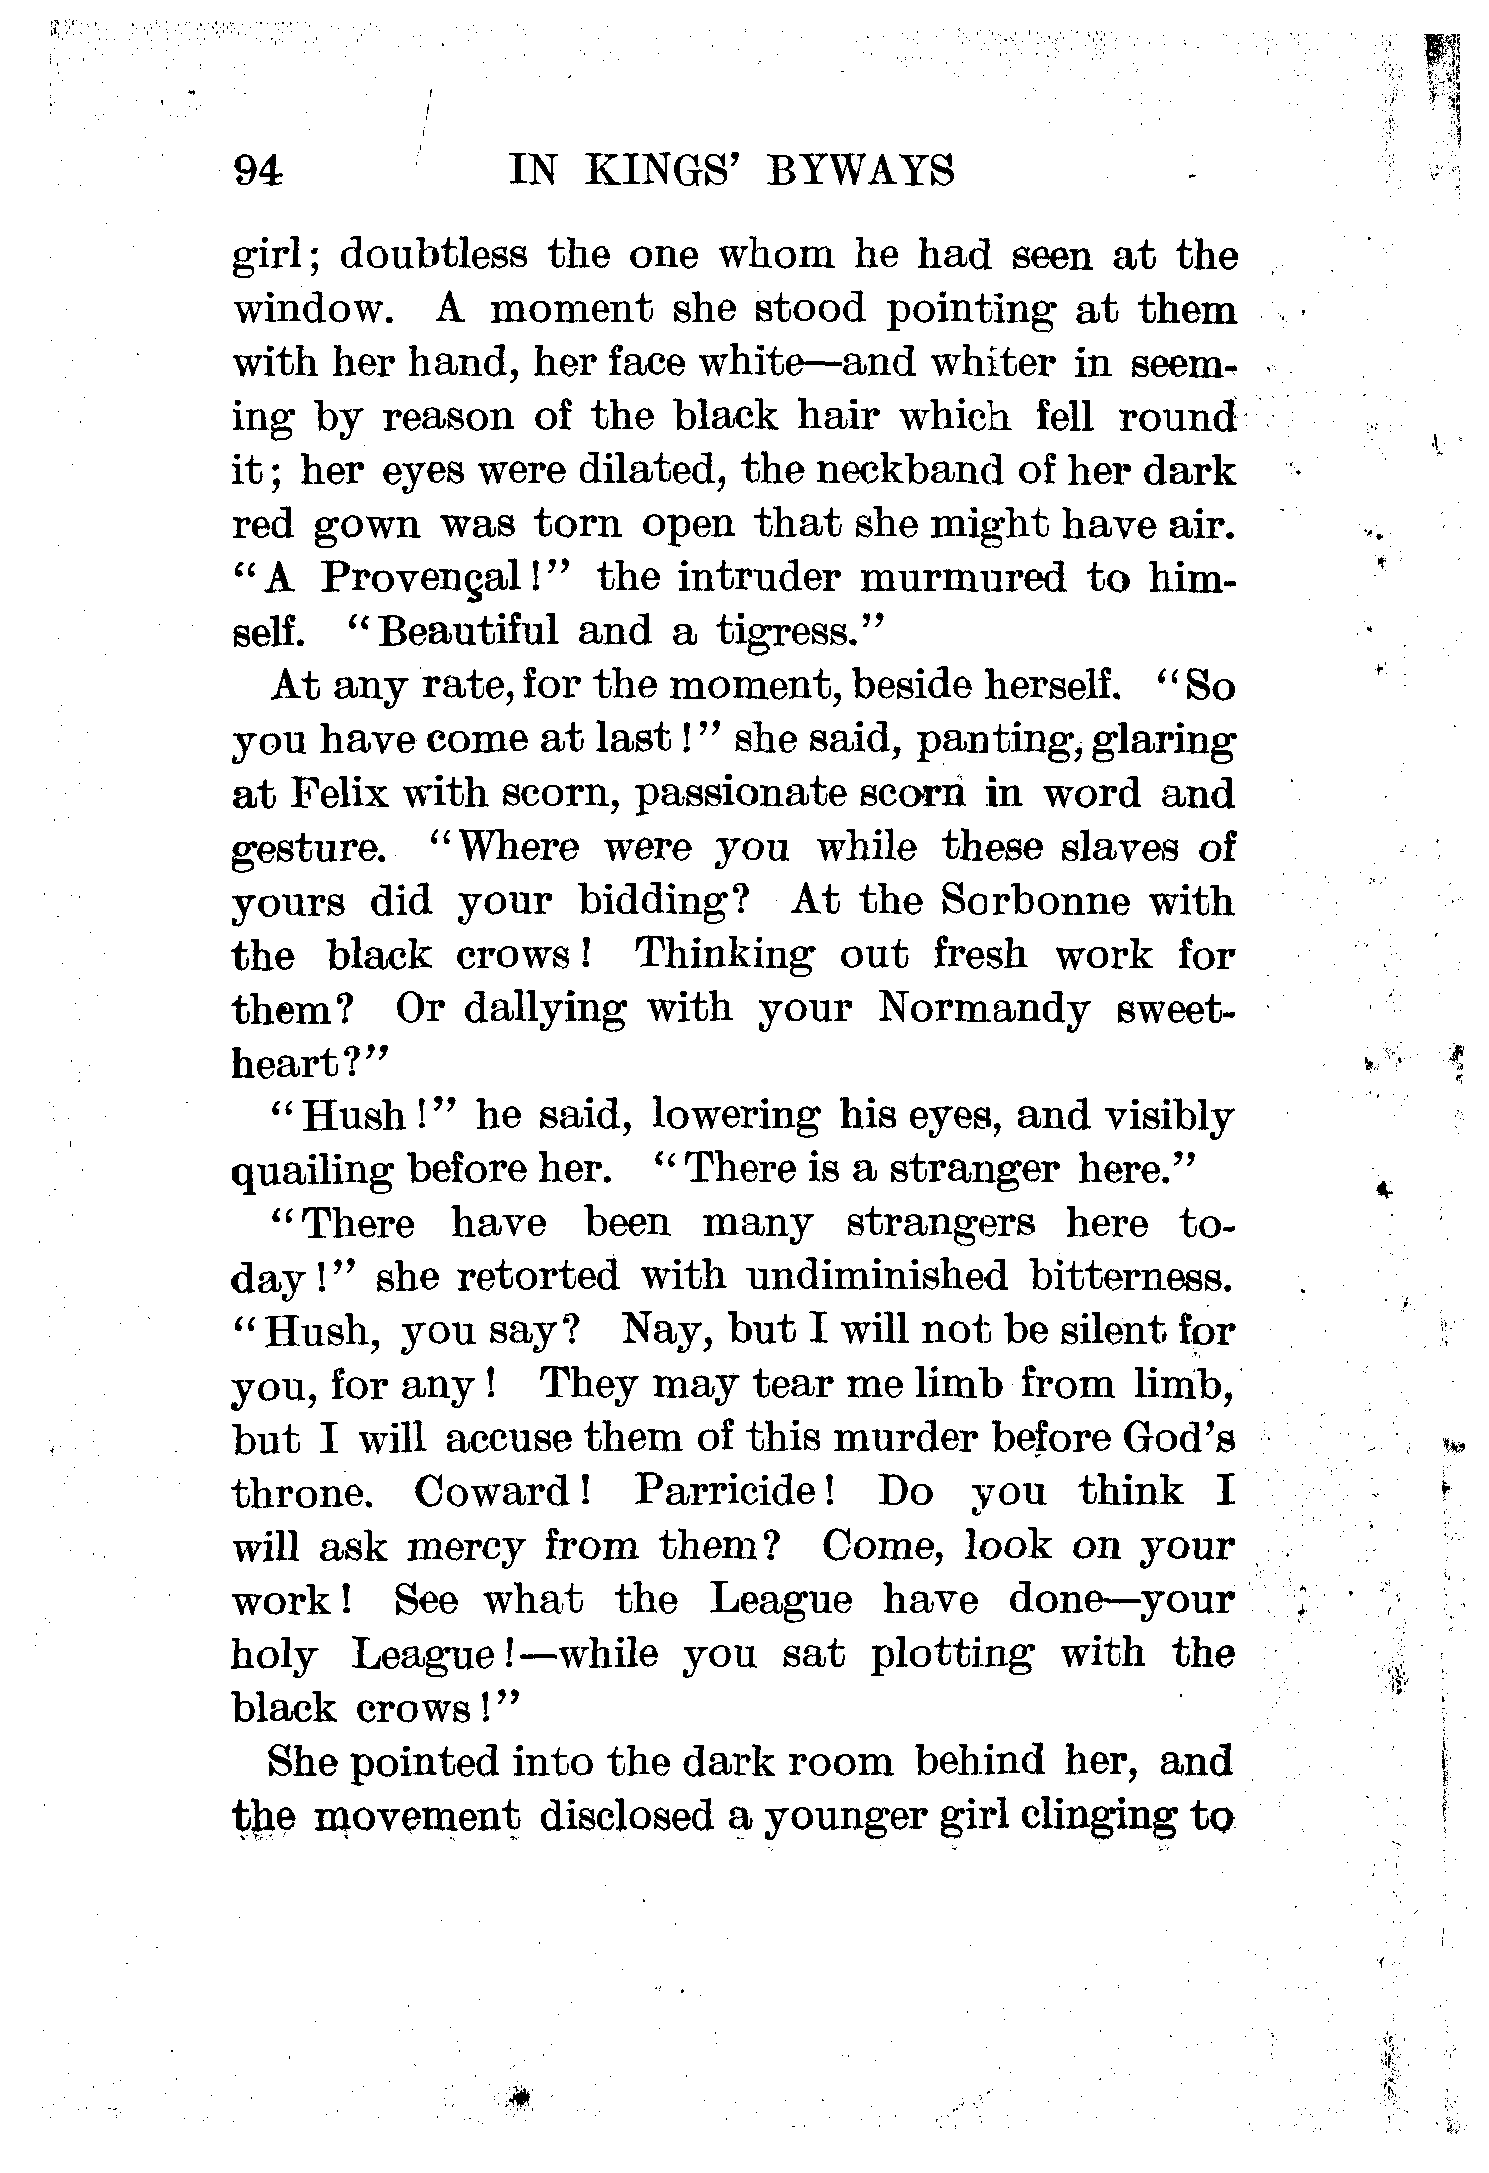 94 IN KINGS' BYWAYS
girl; doubtless the one whom he had seen at the
window. A moment she stood pointing at them
with her hand, her face white—and whiter in seem-
ing by reason of the black hair which fell round
it; her eyes were dilated, the neckband of her dark
red gown was torn open that she might have air.
"A Provençal!" the intruder murmured to him-
self. "Beautiful and a tigress."
At any rate, for the moment, beside herself. "So
you have come at last!" she said, panting, glaring
at Felix with scorn, passionate scorn in word and
gesture. "Where were you while these slaves of
yours did your bidding? At the Sorbonne with
the black crows! Thinking out fresh work for
them? Or dallying with your Normandy sweet-
heart?"
"Hush!" he said, lowering his eyes, and visibly
quailing before her. "There is a stranger here."
"There have been many strangers here to-
day!" she retorted with undiminished bitterness.
"Hush, you say? Nay, but I will not be silent for
you, for any! They may tear me limb from limb,
but I will accuse them of this murder before God's
throne. Coward! Parricide! Do you think I
will ask mercy from them? Come, look on your
work! See what the League have done—your
holy League!—while you sat plotting with the
black crows!"
She pointed into the dark room behind her, and
the movement disclosed a younger girl clinging to